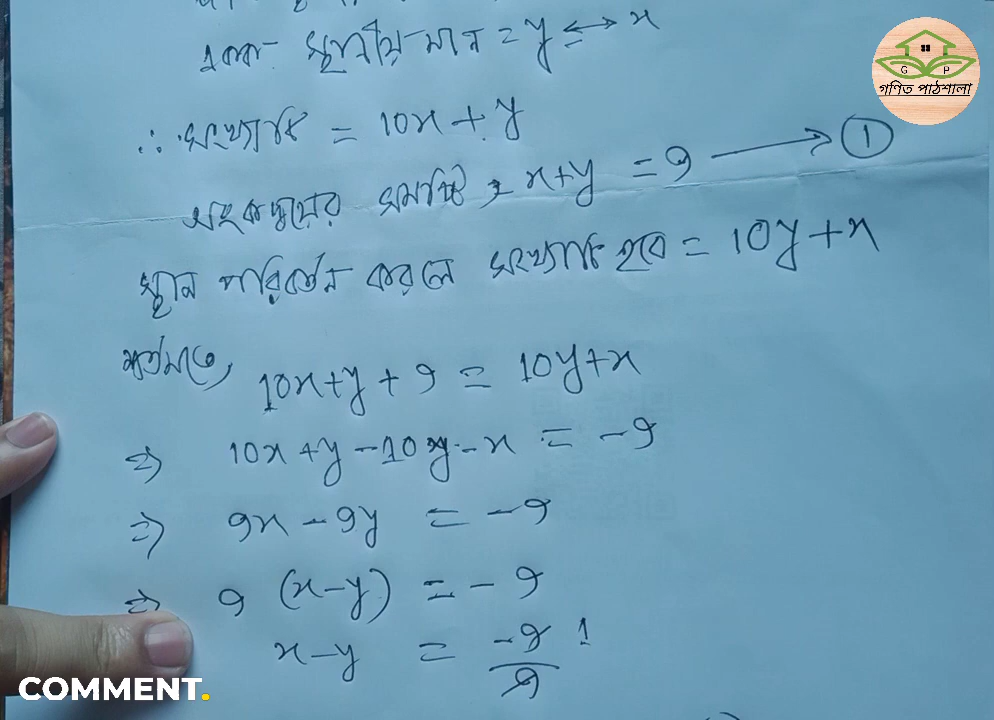 একক স্থানীয় মান = y ↔ x
∴ সংখ্যাটি = 10x + y
অংকদ্বয়ের সমষ্টি, x+y = 9 → ①
স্থান পরিবর্তন করলে সংখ্যাটি হবে = 10y + x
শর্তমতে, 10x+y + 9 = 10y+x
⇒ 10x + y - 10y - x = -9
⇒ 9x - 9y = -9
⇒ 9 (x-y) = -9
x-y = -9/9 1
G P
গণিত পাঠশালা
COMMENT.